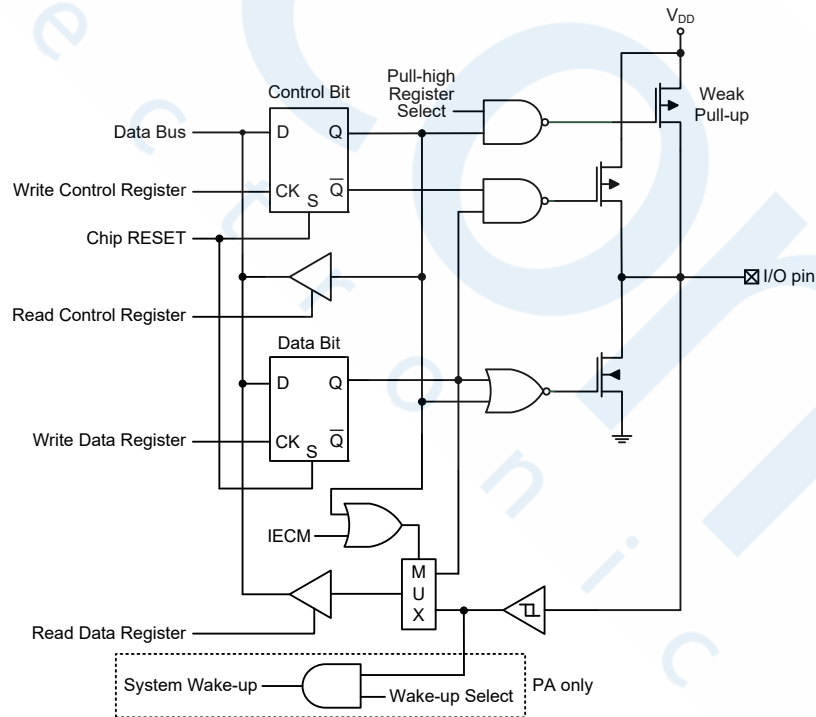 V_DD
Pull-high
Register
Select
Weak
Pull-up
Control Bit
Data Bus
D
Q
Write Control Register
CK
Q̅
S
Chip RESET
I/O pin
Read Control Register
Data Bit
D
Q
Write Data Register
CK
Q̅
S
IECM
M
U
X
Read Data Register
System Wake-up
Wake-up Select
PA only